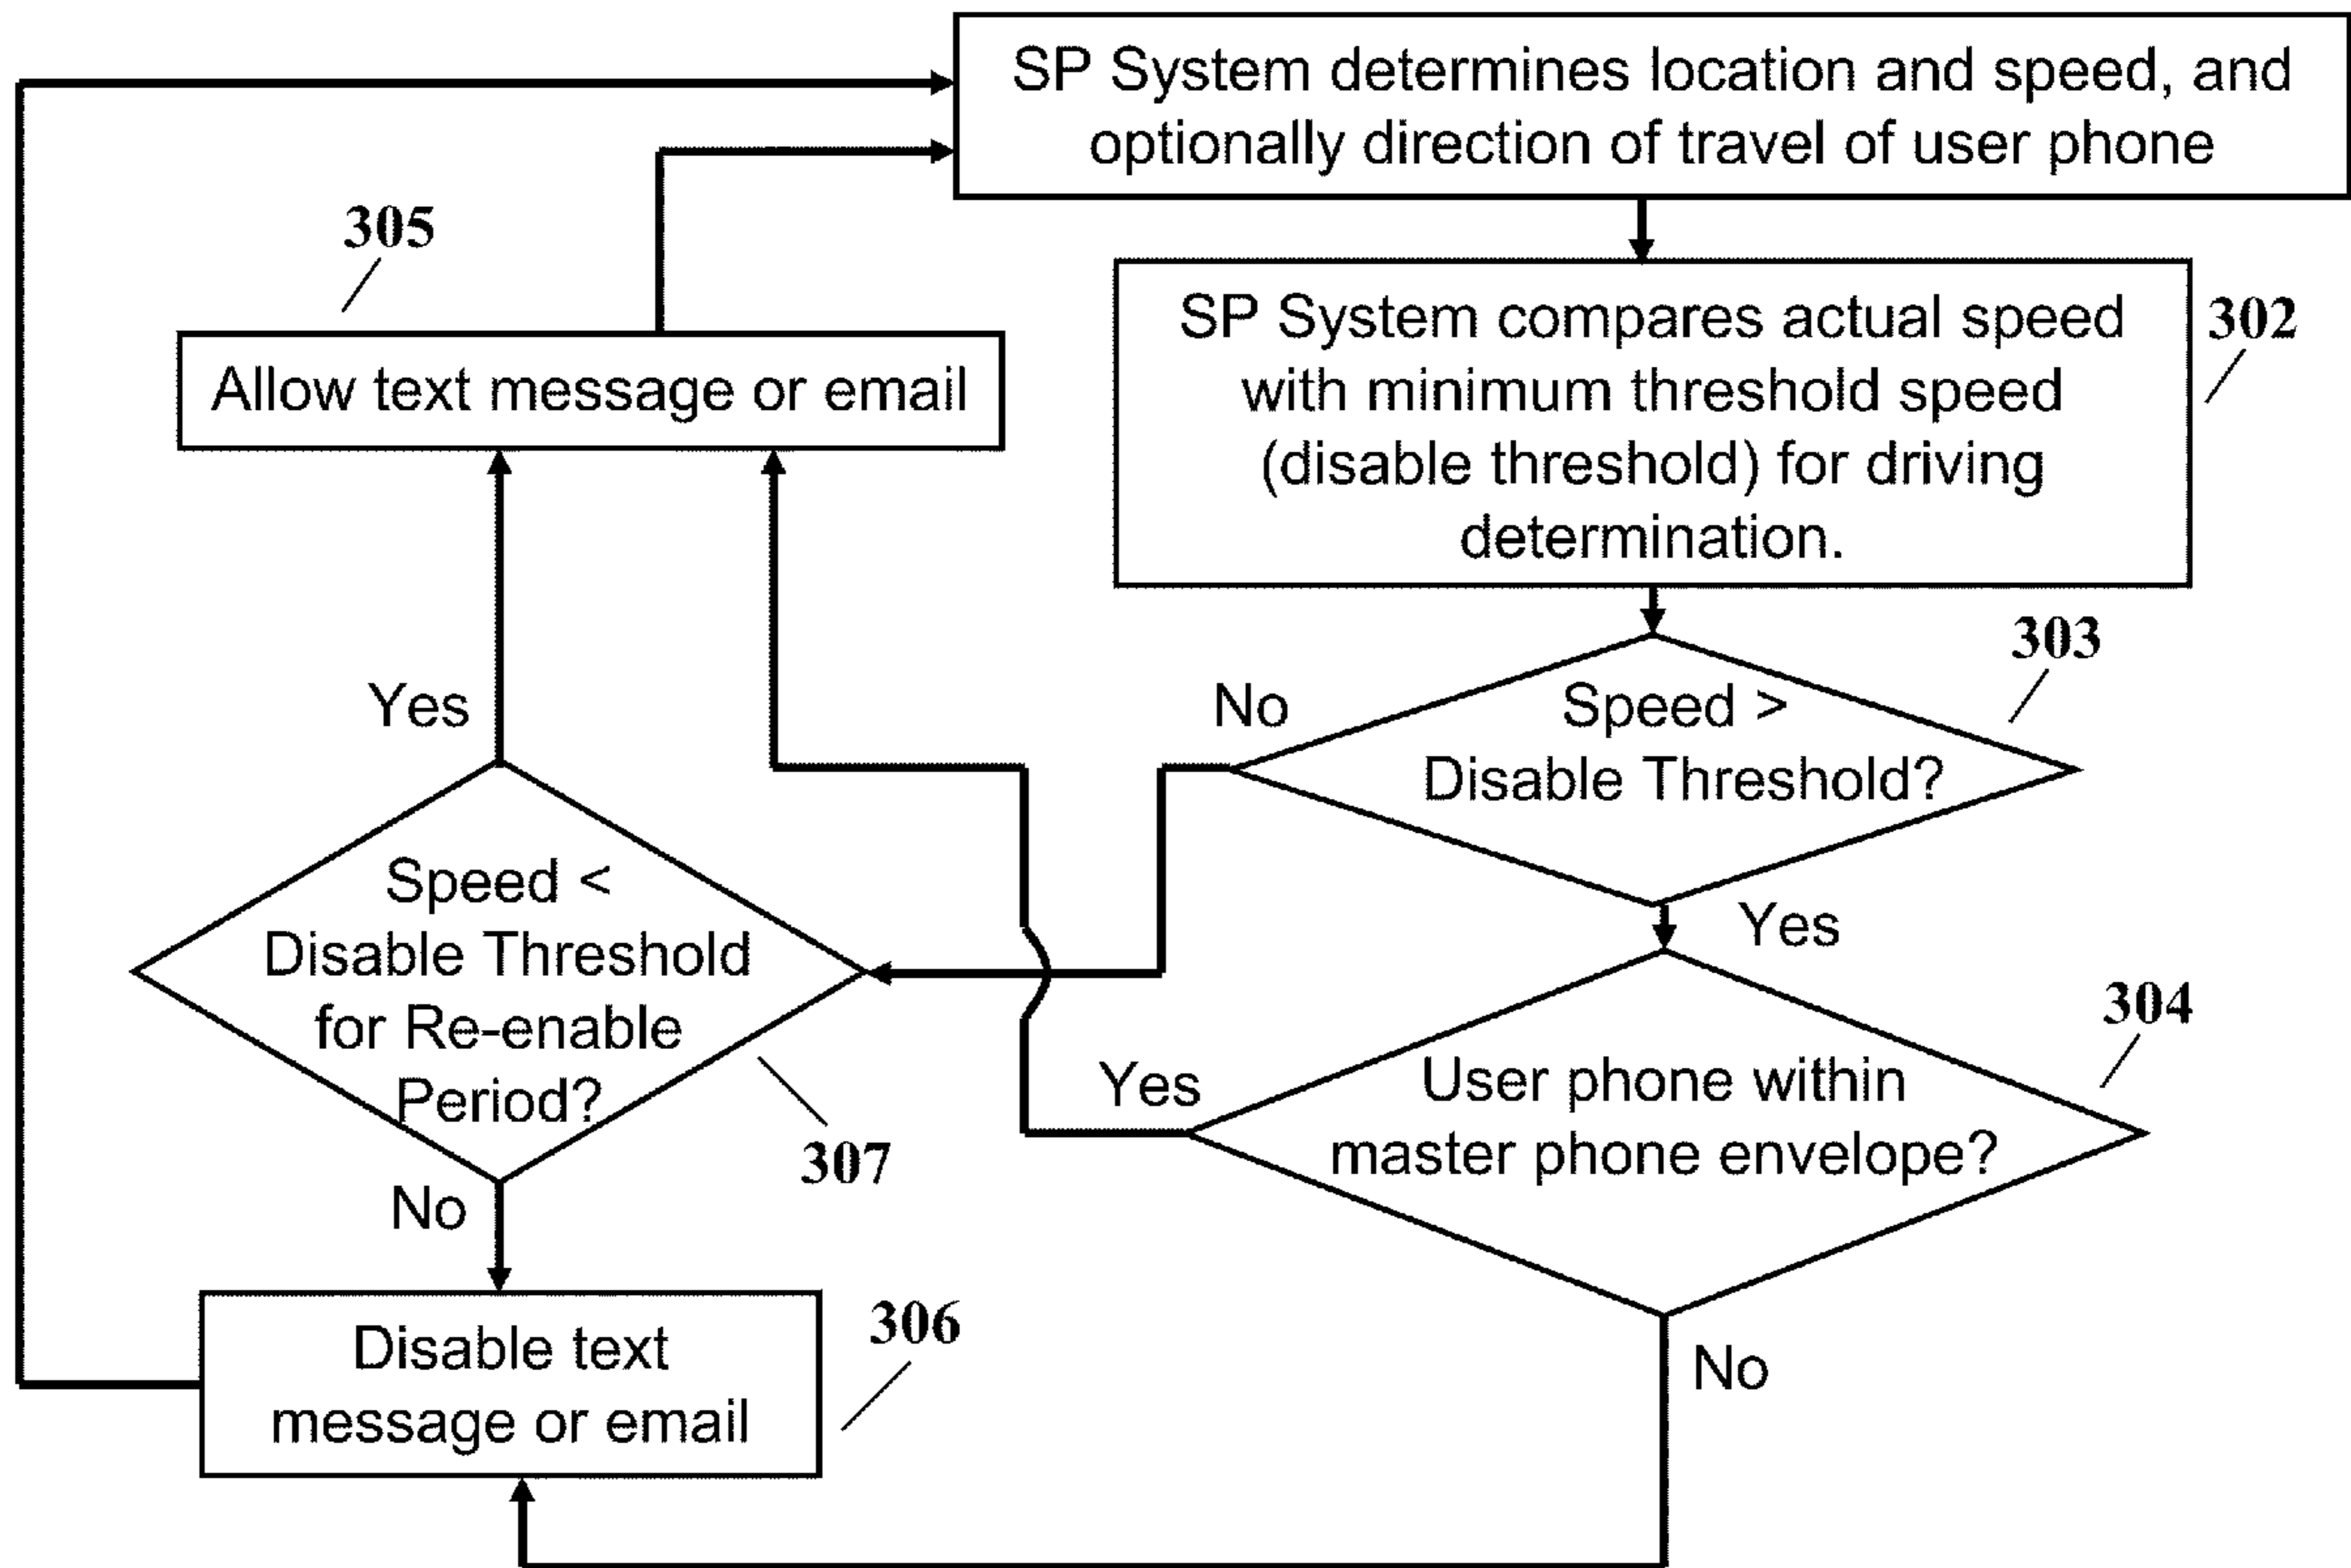 SP System determines location and speed, and
optionally direction of travel of user phone
305
Allow text message or email
SP System compares actual speed
with minimum threshold speed
(disable threshold) for driving
determination.
302
303
No
Speed >
Disable Threshold?
Yes
Yes
Speed <
Disable Threshold
for Re-enable
Period?
307
No
304
Yes
User phone within
master phone envelope?
No
Disable text
message or email
306